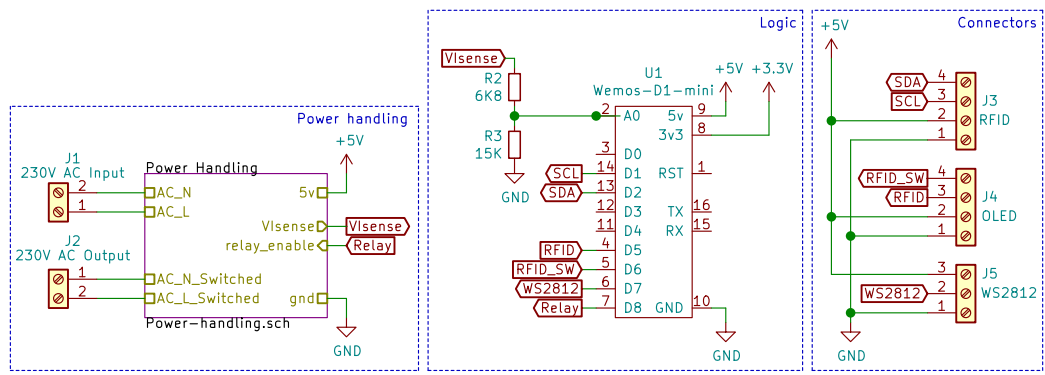 Power handling
J1
230V AC Input
2
1
J2
230V AC Output
1
2
Power Handling
AC_N
AC_L
AC_N_Switched
AC_L_Switched
5v
VIsense
relay_enable
gnd
Power-handling.sch
+5V
VIsense
Relay
GND
Logic
VIsense
R2
6K8
R3
15K
GND
U1
Wemos-D1-mini
2
A0
3
D0
SCL
14
D1
SDA
13
D2
12
D3
11
D4
RFID
4
D5
RFID_SW
5
D6
WS2812
6
D7
Relay
7
D8
5v
9
3v3
8
RST
1
TX
16
RX
15
GND
10
+5V
+3.3V
GND
Connectors
+5V
SDA
4
SCL
3
2
1
J3
RFID
RFID_SW
4
RFID
3
2
1
J4
OLED
3
WS2812
2
1
J5
WS2812
GND